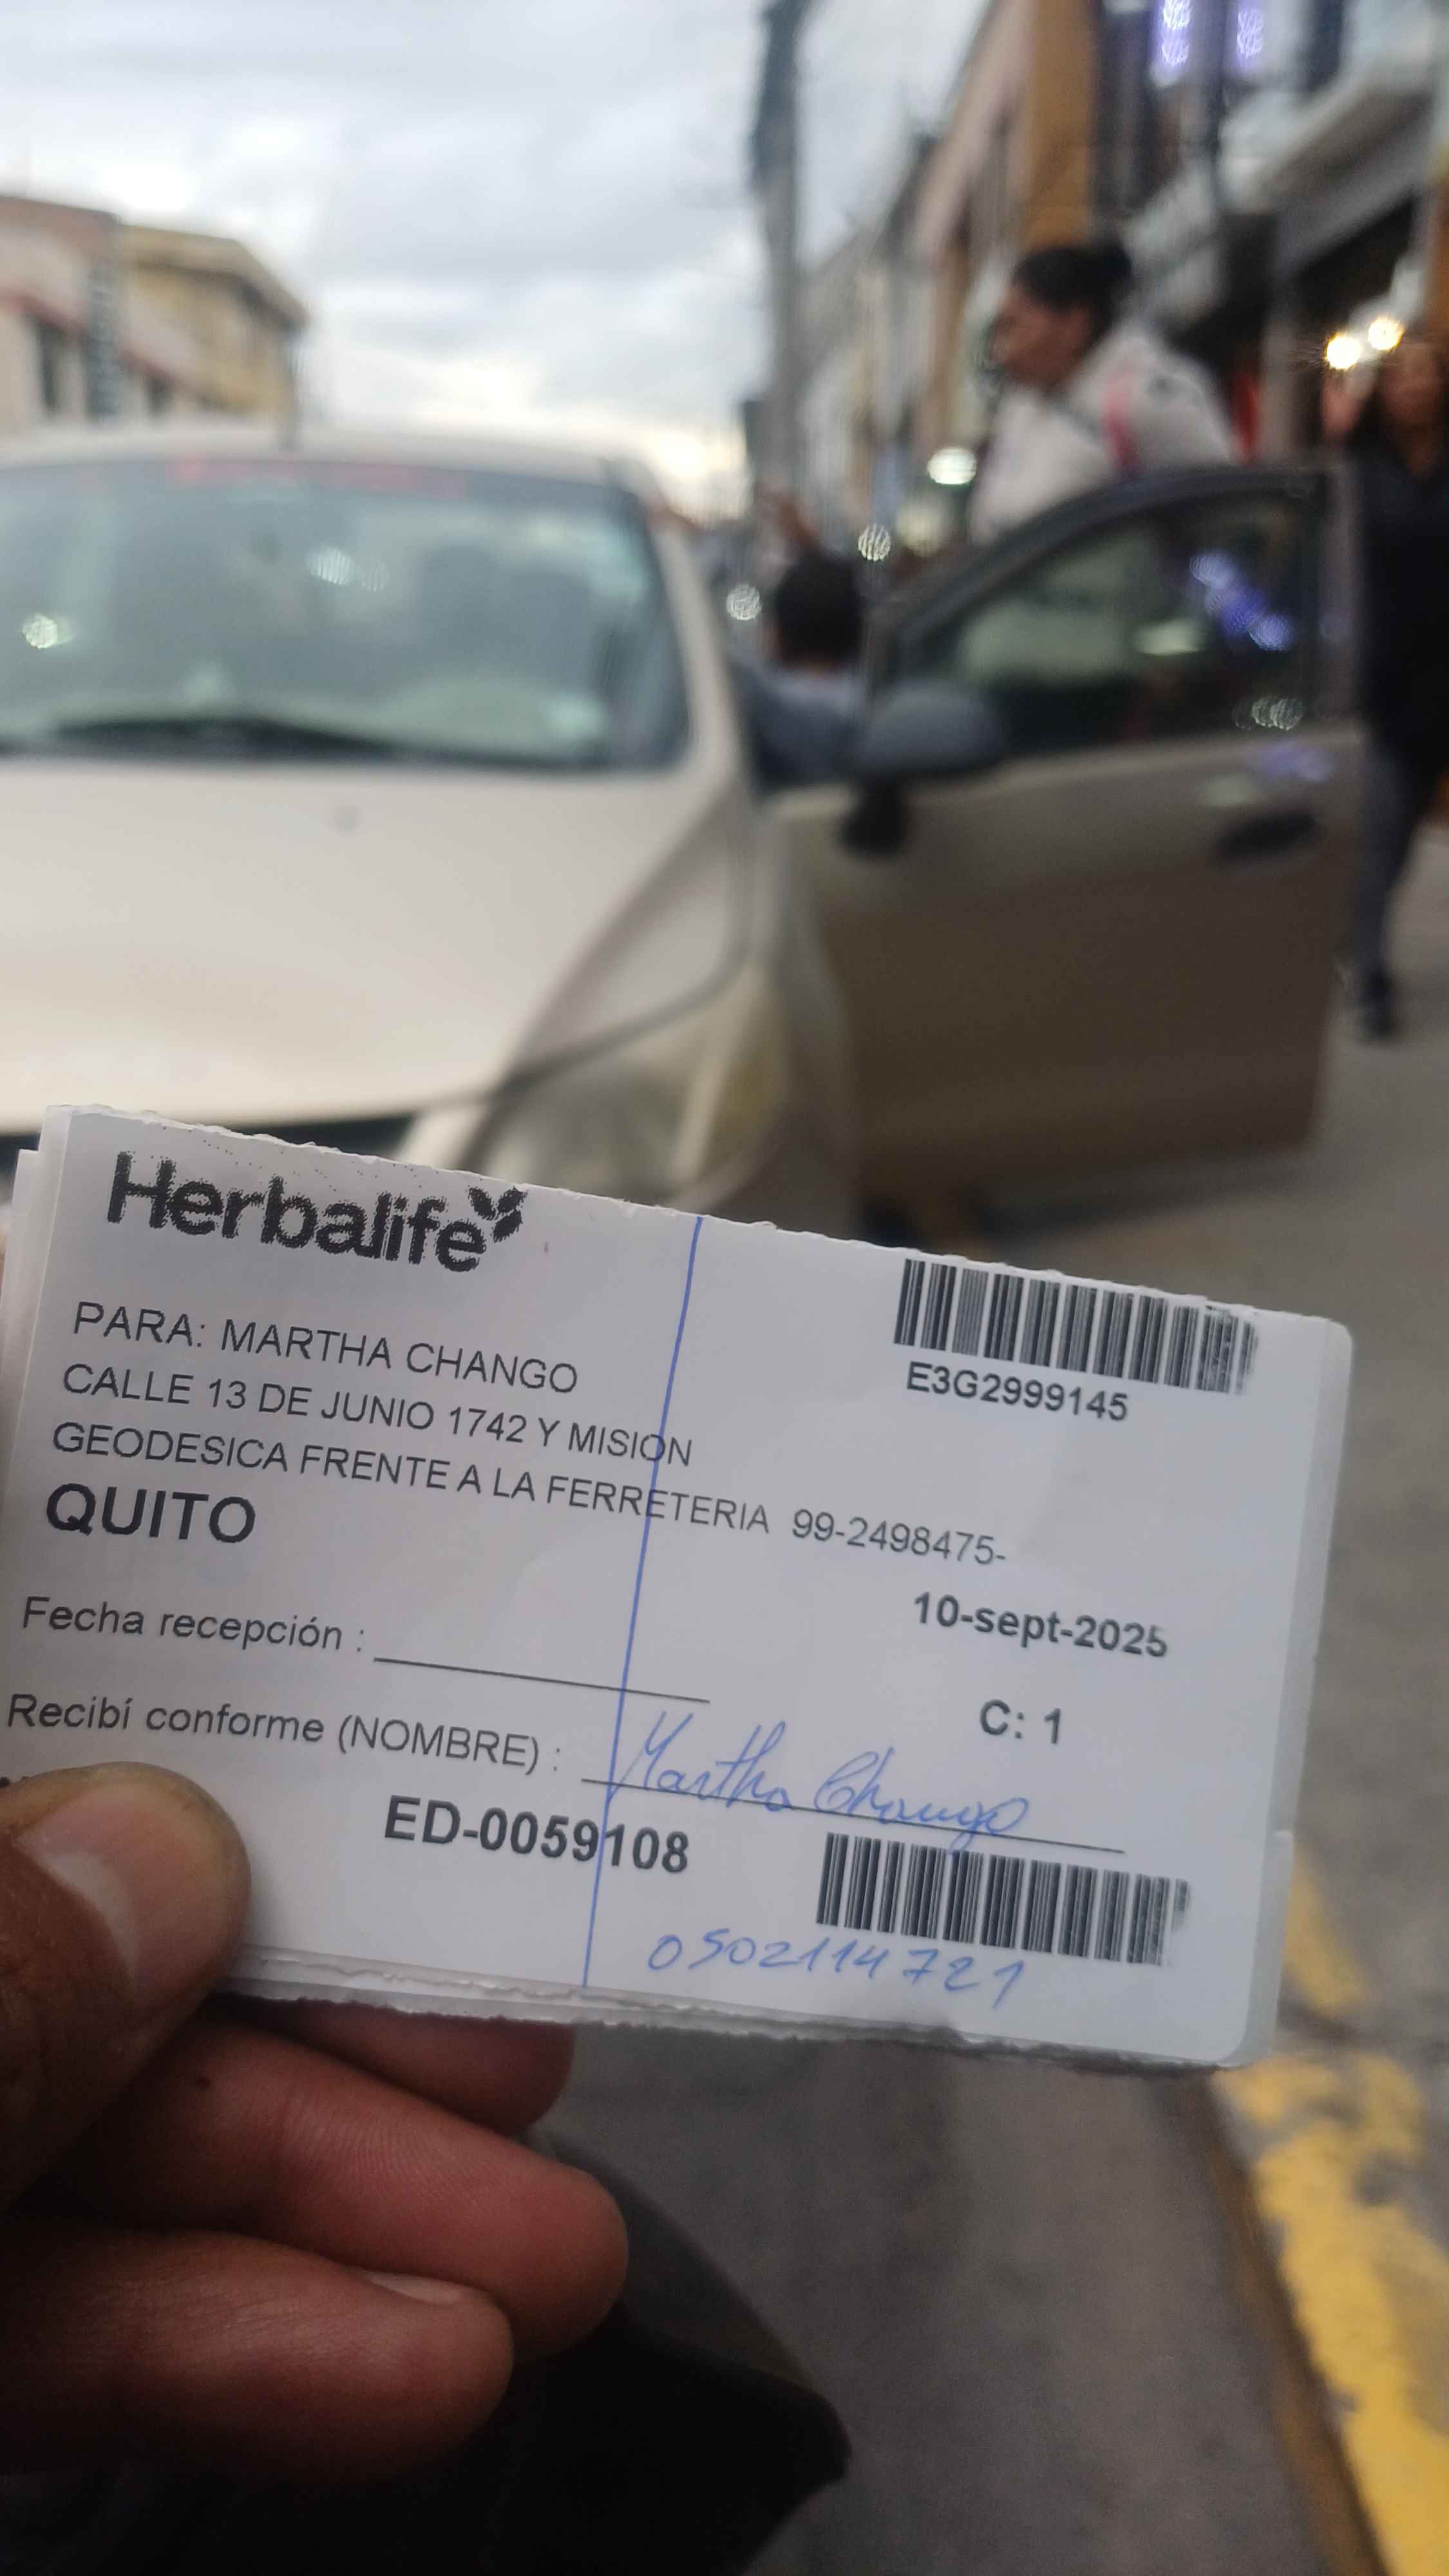 Herbalife
E3G2999145
PARA: MARTHA CHANGO
CALLE 13 DE JUNIO 1742 Y MISION
GEODESICA FRENTE A LA FERRETERIA 99-2498475-
QUITO
10-sept-2025
Fecha recepción :
C: 1
Recibí conforme (NOMBRE) : Martha Chango
ED-0059108
0502114721